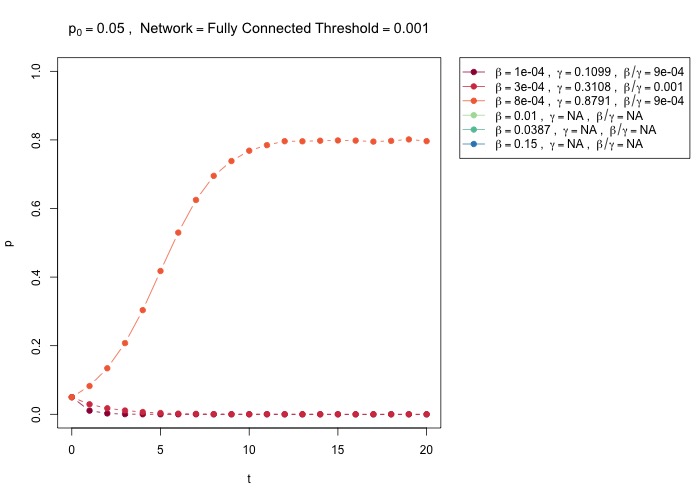 p₀ = 0.05 , Network = Fully Connected Threshold = 0.001
β = 1e-04 , γ = 0.1099 , β/γ = 9e-04
β = 3e-04 , γ = 0.3108 , β/γ = 0.001
β = 8e-04 , γ = 0.8791 , β/γ = 9e-04
β = 0.01 , γ = NA , β/γ = NA
β = 0.0387 , γ = NA , β/γ = NA
β = 0.15 , γ = NA , β/γ = NA
1.0
0.8
0.6
0.4
0.2
0.0
p
0 5 10 15 20
t